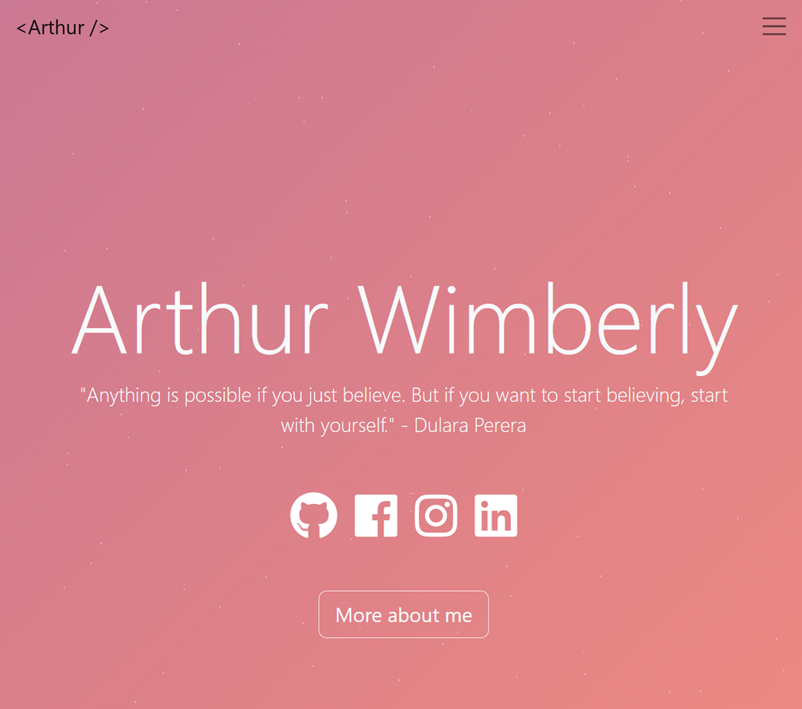 <Arthur />
Arthur Wimberly
"Anything is possible if you just believe. But if you want to start believing, start
with yourself." - Dulara Perera
in
More about me